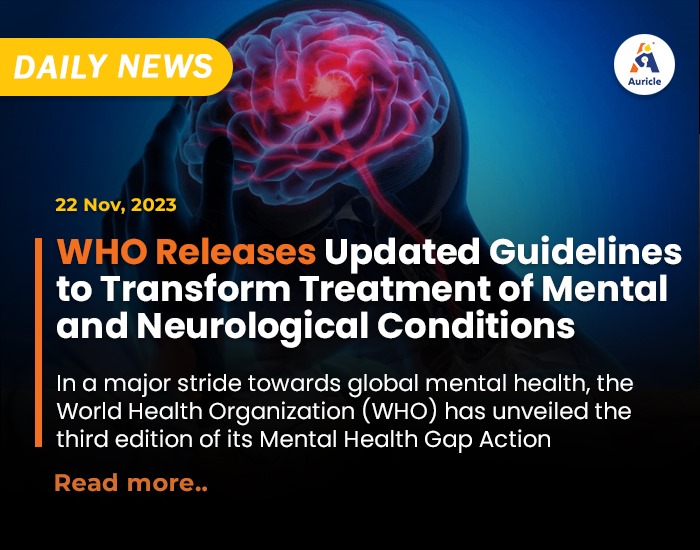 DAILY NEWS
Auricle
22 Nov, 2023
WHO Releases Updated Guidelines
to Transform Treatment of Mental
and Neurological Conditions
In a major stride towards global mental health, the
World Health Organization (WHO) has unveiled the
third edition of its Mental Health Gap Action
Read more..